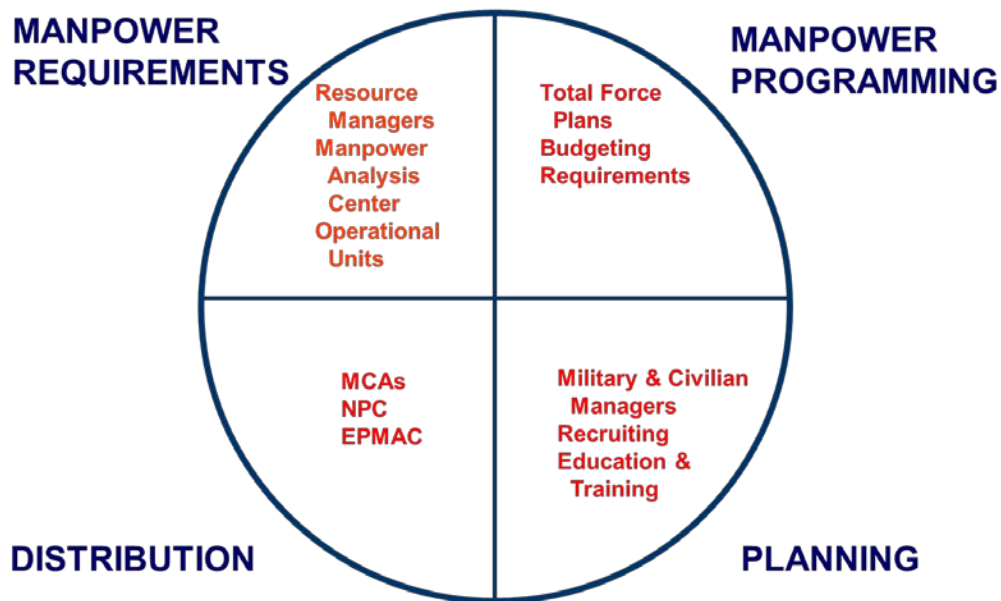 MANPOWER
REQUIREMENTS
MANPOWER
PROGRAMMING
Resource
Managers
Manpower
Analysis
Center
Operational
Units
Total Force
Plans
Budgeting
Requirements
MCAs
NPC
EPMAC
Military & Civilian
Managers
Recruiting
Education &
Training
DISTRIBUTION
PLANNING